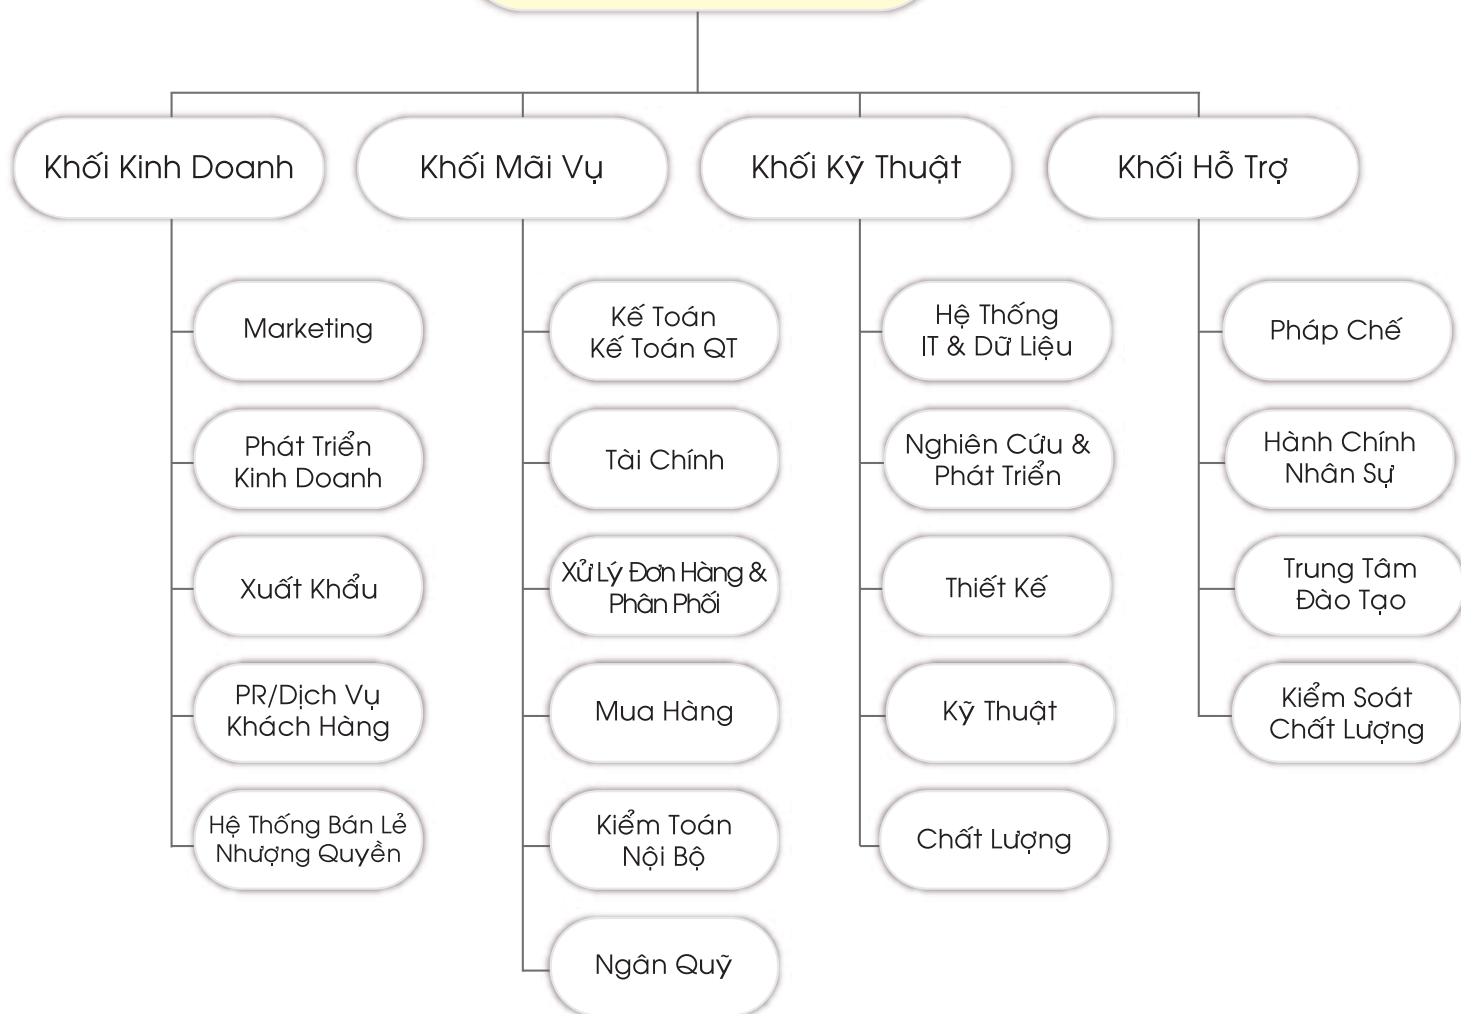 Khối Kinh Doanh
Khối Mãi Vụ
Khối Kỹ Thuật
Khối Hỗ Trợ
Marketing
Phát Triển
Kinh Doanh
Xuất Khẩu
PR/Dịch Vụ
Khách Hàng
Hệ Thống Bán Lẻ
Nhượng Quyền
Kế Toán
Kế Toán QT
Tài Chính
Xử Lý Đơn Hàng &
Phân Phối
Mua Hàng
Kiểm Toán
Nội Bộ
Ngân Quỹ
Hệ Thống
IT & Dữ Liệu
Nghiên Cứu &
Phát Triển
Thiết Kế
Kỹ Thuật
Chất Lượng
Pháp Chế
Hành Chính
Nhân Sự
Trung Tâm
Đào Tạo
Kiểm Soát
Chất Lượng